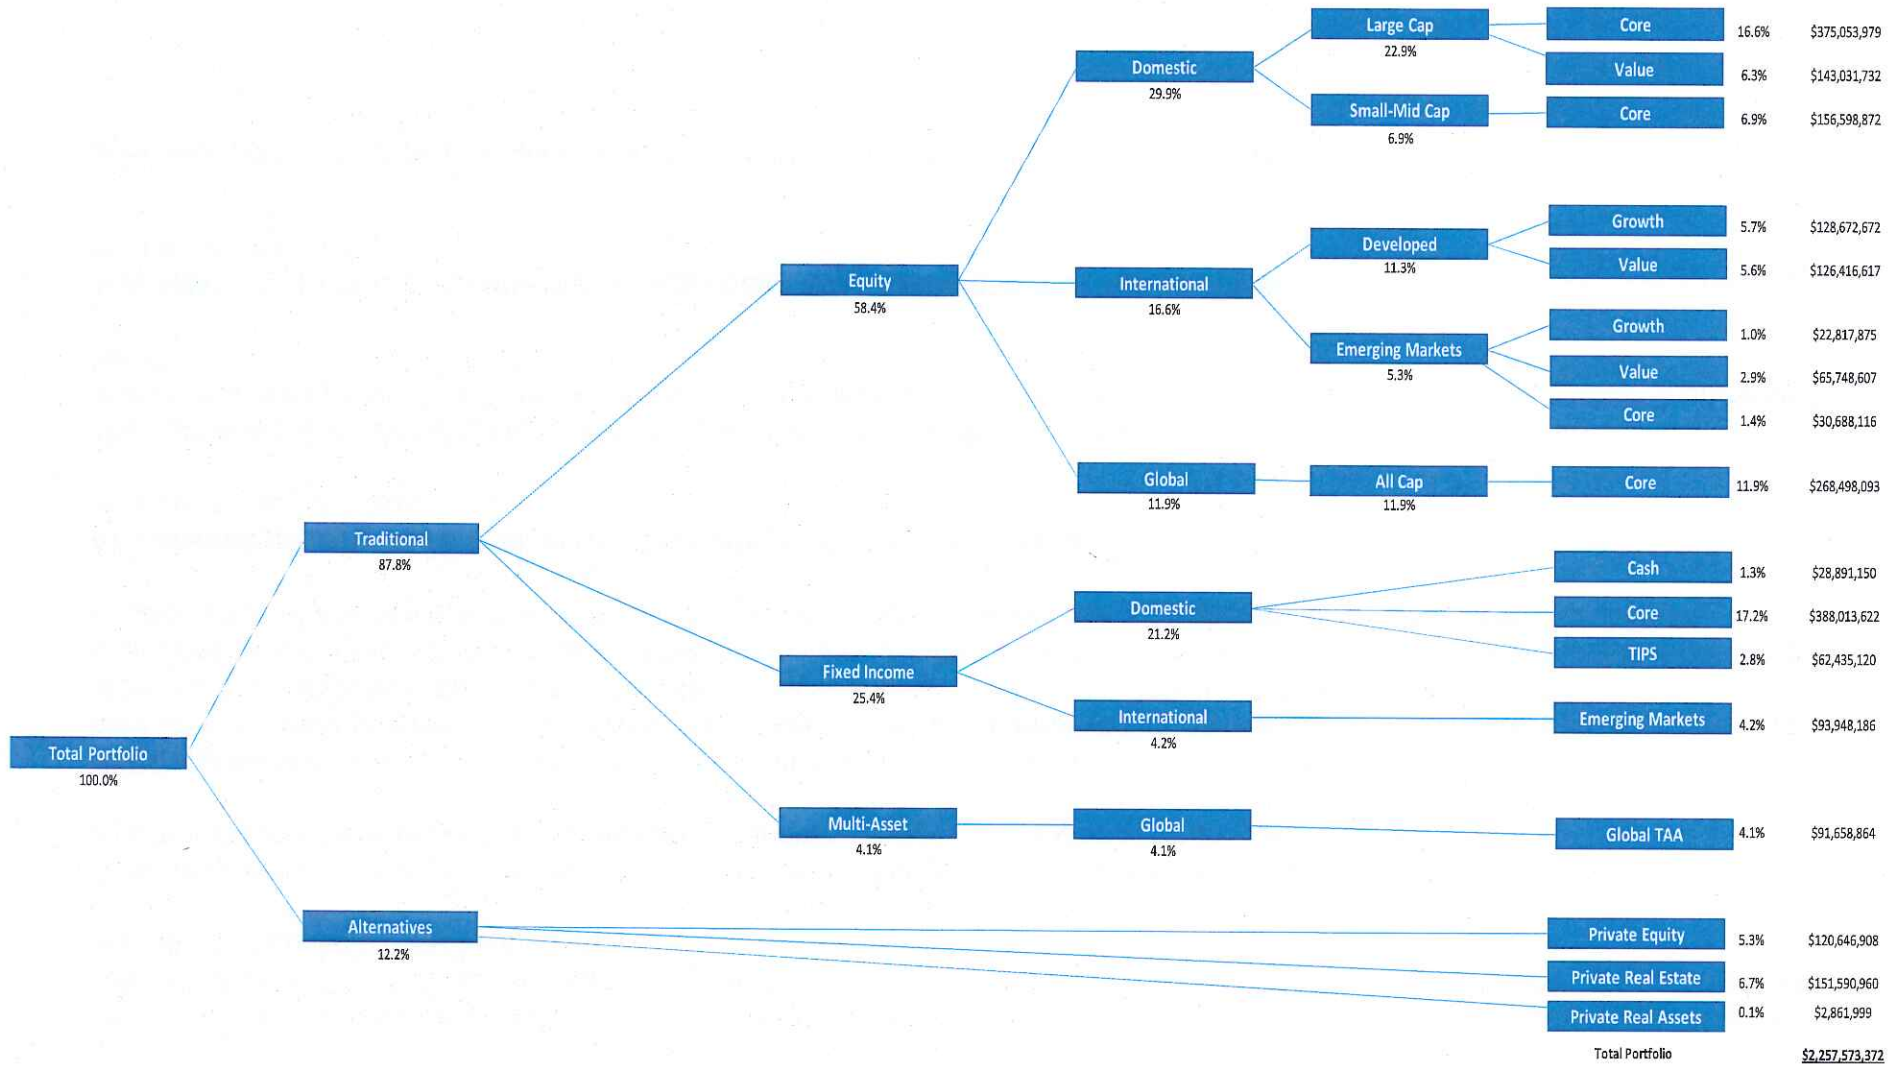 Total Portfolio
100.0%
Traditional
87.8%
Alternatives
12.2%
Equity
58.4%
Fixed Income
25.4%
Multi-Asset
4.1%
Domestic
29.9%
International
16.6%
Global
11.9%
Domestic
21.2%
International
4.2%
Global
4.1%
Large Cap
22.9%
Small-Mid Cap
6.9%
Developed
11.3%
Emerging Markets
5.3%
All Cap
11.9%
Core 16.6% $375,053,979
Value 6.3% $143,031,732
Core 6.9% $156,598,872
Growth 5.7% $128,672,672
Value 5.6% $126,416,617
Growth 1.0% $22,817,875
Value 2.9% $65,748,607
Core 1.4% $30,688,116
Core 11.9% $268,498,093
Cash 1.3% $28,891,150
Core 17.2% $388,013,622
TIPS 2.8% $62,435,120
Emerging Markets 4.2% $93,948,186
Global TAA 4.1% $91,658,864
Private Equity 5.3% $120,646,908
Private Real Estate 6.7% $151,590,960
Private Real Assets 0.1% $2,861,999
Total Portfolio $2,257,573,372